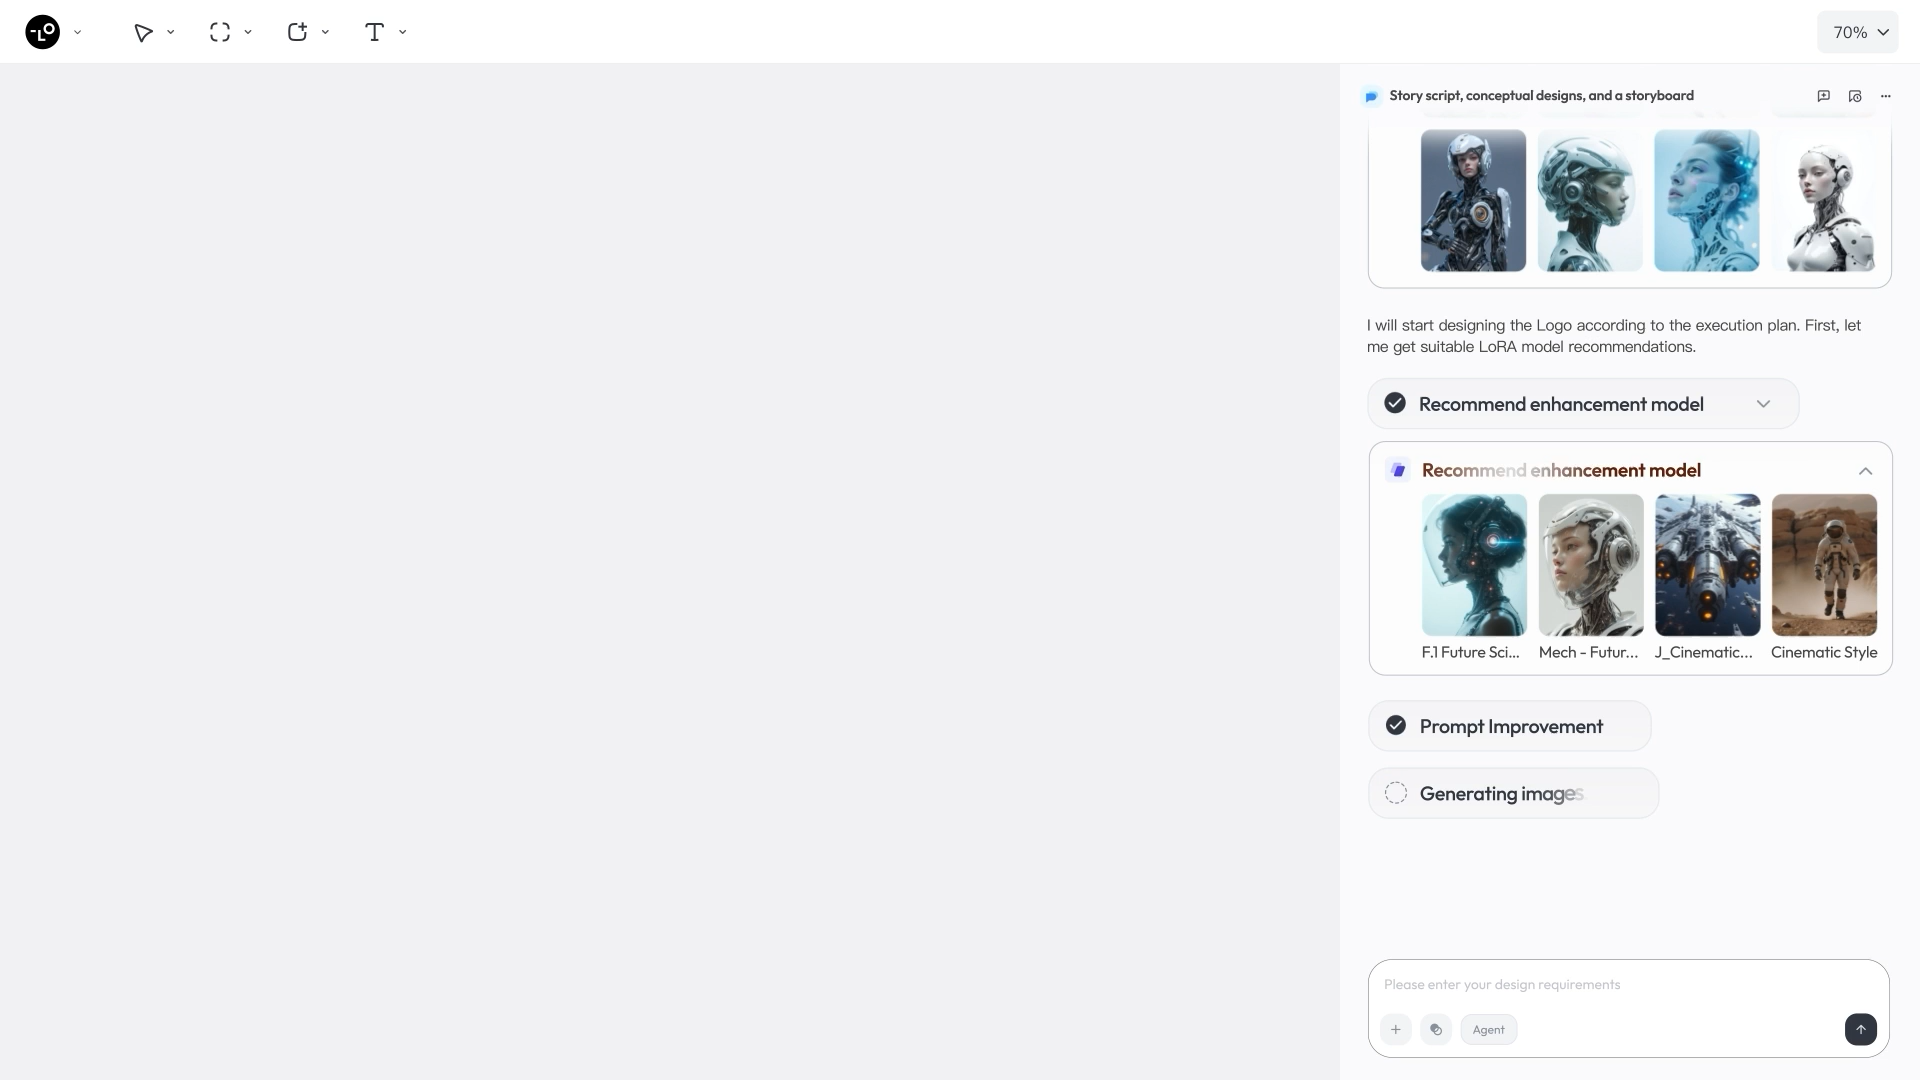 LO
70%
Story script, conceptual designs, and a storyboard
I will start designing the Logo according to the execution plan. First, let
me get suitable LoRA model recommendations.
Recommend enhancement model
Recommend enhancement model
F.1 Future Sci...
Mech - Futur...
J_Cinematic...
Cinematic Style
Prompt Improvement
Generating images
Please enter your design requirements
Agent